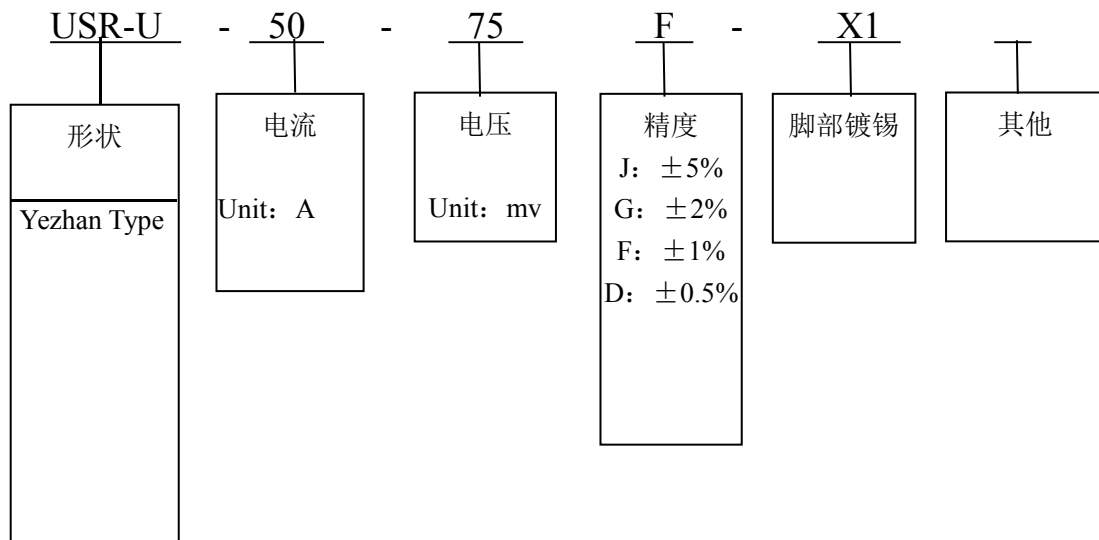 USR-U - 50 - 75 F - X1
形状
Yezhan Type
电流
Unit：A
电压
Unit：mv
精度
J：±5%
G：±2%
F：±1%
D：±0.5%
脚部镀锡
其他